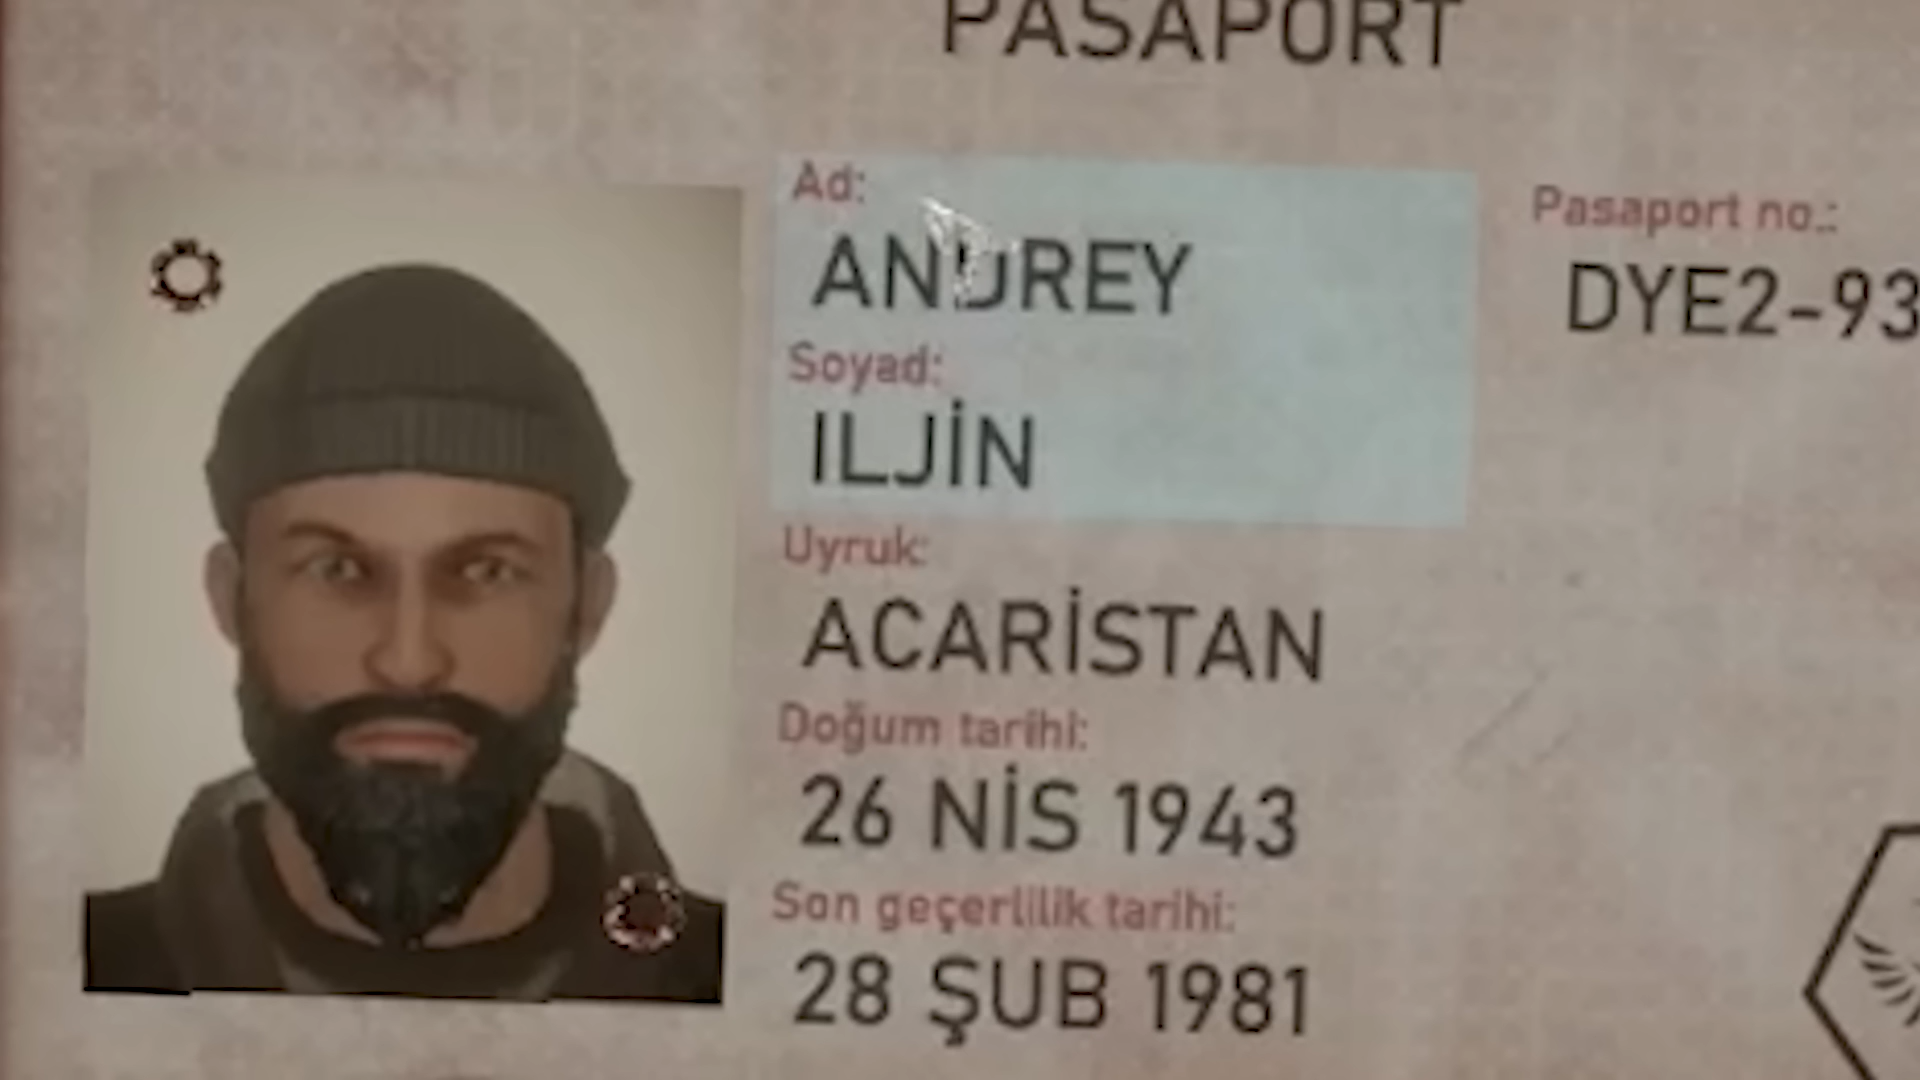 PASAPORT
Ad:
ANDREY
Soyad:
ILJİN
Uyruk:
ACARİSTAN
Doğum tarihi:
26 NİS 1943
Son geçerlilik tarihi:
28 ŞUB 1981
Pasaport no.:
DYE2-93